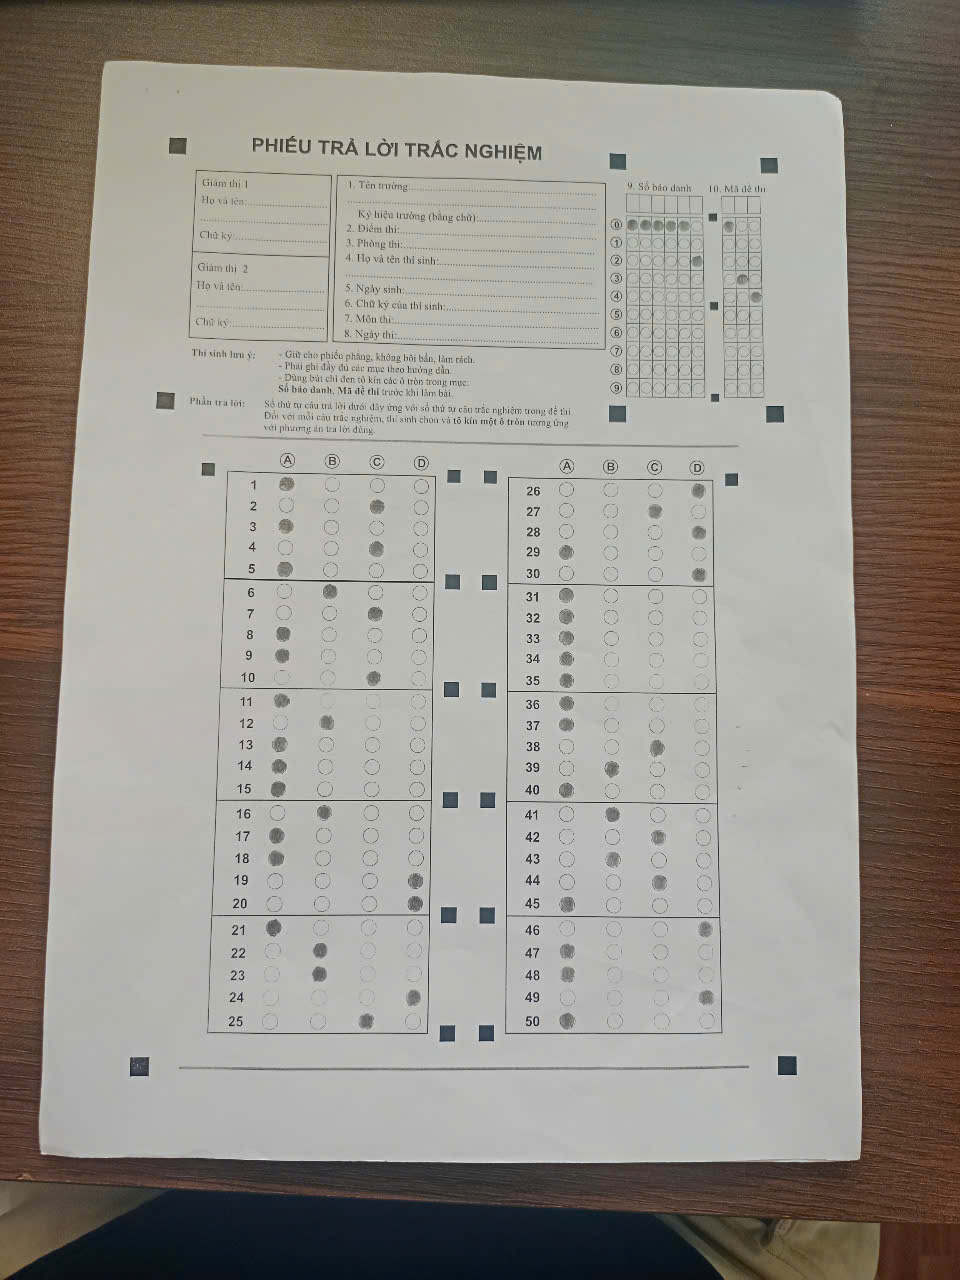 PHIẾU TRẢ LỜI TRẮC NGHIỆM
Giám thị 1
Họ và tên:
Chữ ký:
Giám thị 2
Họ và tên:
Chữ ký:
1. Tên trường:
Ký hiệu trường (bằng chữ):
2. Điểm thi:
3. Phòng thi:
4. Họ và tên thí sinh:
5. Ngày sinh:
6. Chữ ký của thí sinh:
7. Môn thi:
8. Ngày thi:
9. Số báo danh
10. Mã đề thi
0
1
2
3
4
5
6
7
8
9
Thí sinh lưu ý:
- Giữ cho phiếu phẳng, không bôi bẩn, làm rách.
- Phải ghi đầy đủ các mục theo hướng dẫn.
- Dùng bút chì đen tô kín các ô tròn trong mục:
Số báo danh, Mã đề thi trước khi làm bài.
Phần trả lời: Số thứ tự câu trả lời dưới đây ứng với số thứ tự câu trắc nghiệm trong đề thi.
Đối với mỗi câu trắc nghiệm, thí sinh chọn và tô kín một ô tròn tương ứng
với phương án trả lời đúng.
A B C D
1
2
3
4
5
6
7
8
9
10
11
12
13
14
15
16
17
18
19
20
21
22
23
24
25
A B C D
26
27
28
29
30
31
32
33
34
35
36
37
38
39
40
41
42
43
44
45
46
47
48
49
50